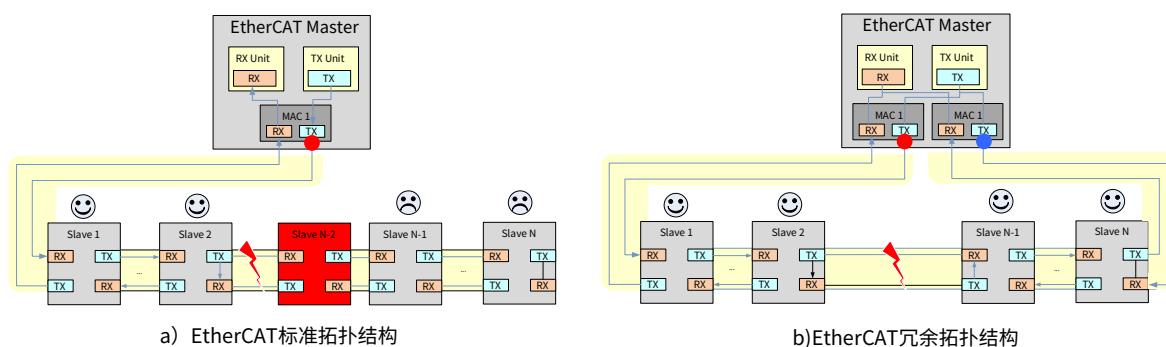 EtherCAT Master
RX Unit
TX Unit
RX
TX
MAC 1
RX
TX
Slave 1
Slave 2
Slave N-2
Slave N-1
Slave N
RX
TX
RX
TX
RX
TX
RX
TX
RX
TX
...
...
TX
RX
TX
RX
TX
RX
TX
RX
TX
RX
a）EtherCAT标准拓扑结构
EtherCAT Master
RX Unit
TX Unit
RX
TX
MAC 1
MAC 1
RX
TX
RX
TX
Slave 1
Slave 2
Slave N-1
Slave N
RX
TX
RX
TX
RX
TX
RX
TX
...
...
TX
RX
TX
RX
TX
RX
TX
RX
b)EtherCAT冗余拓扑结构